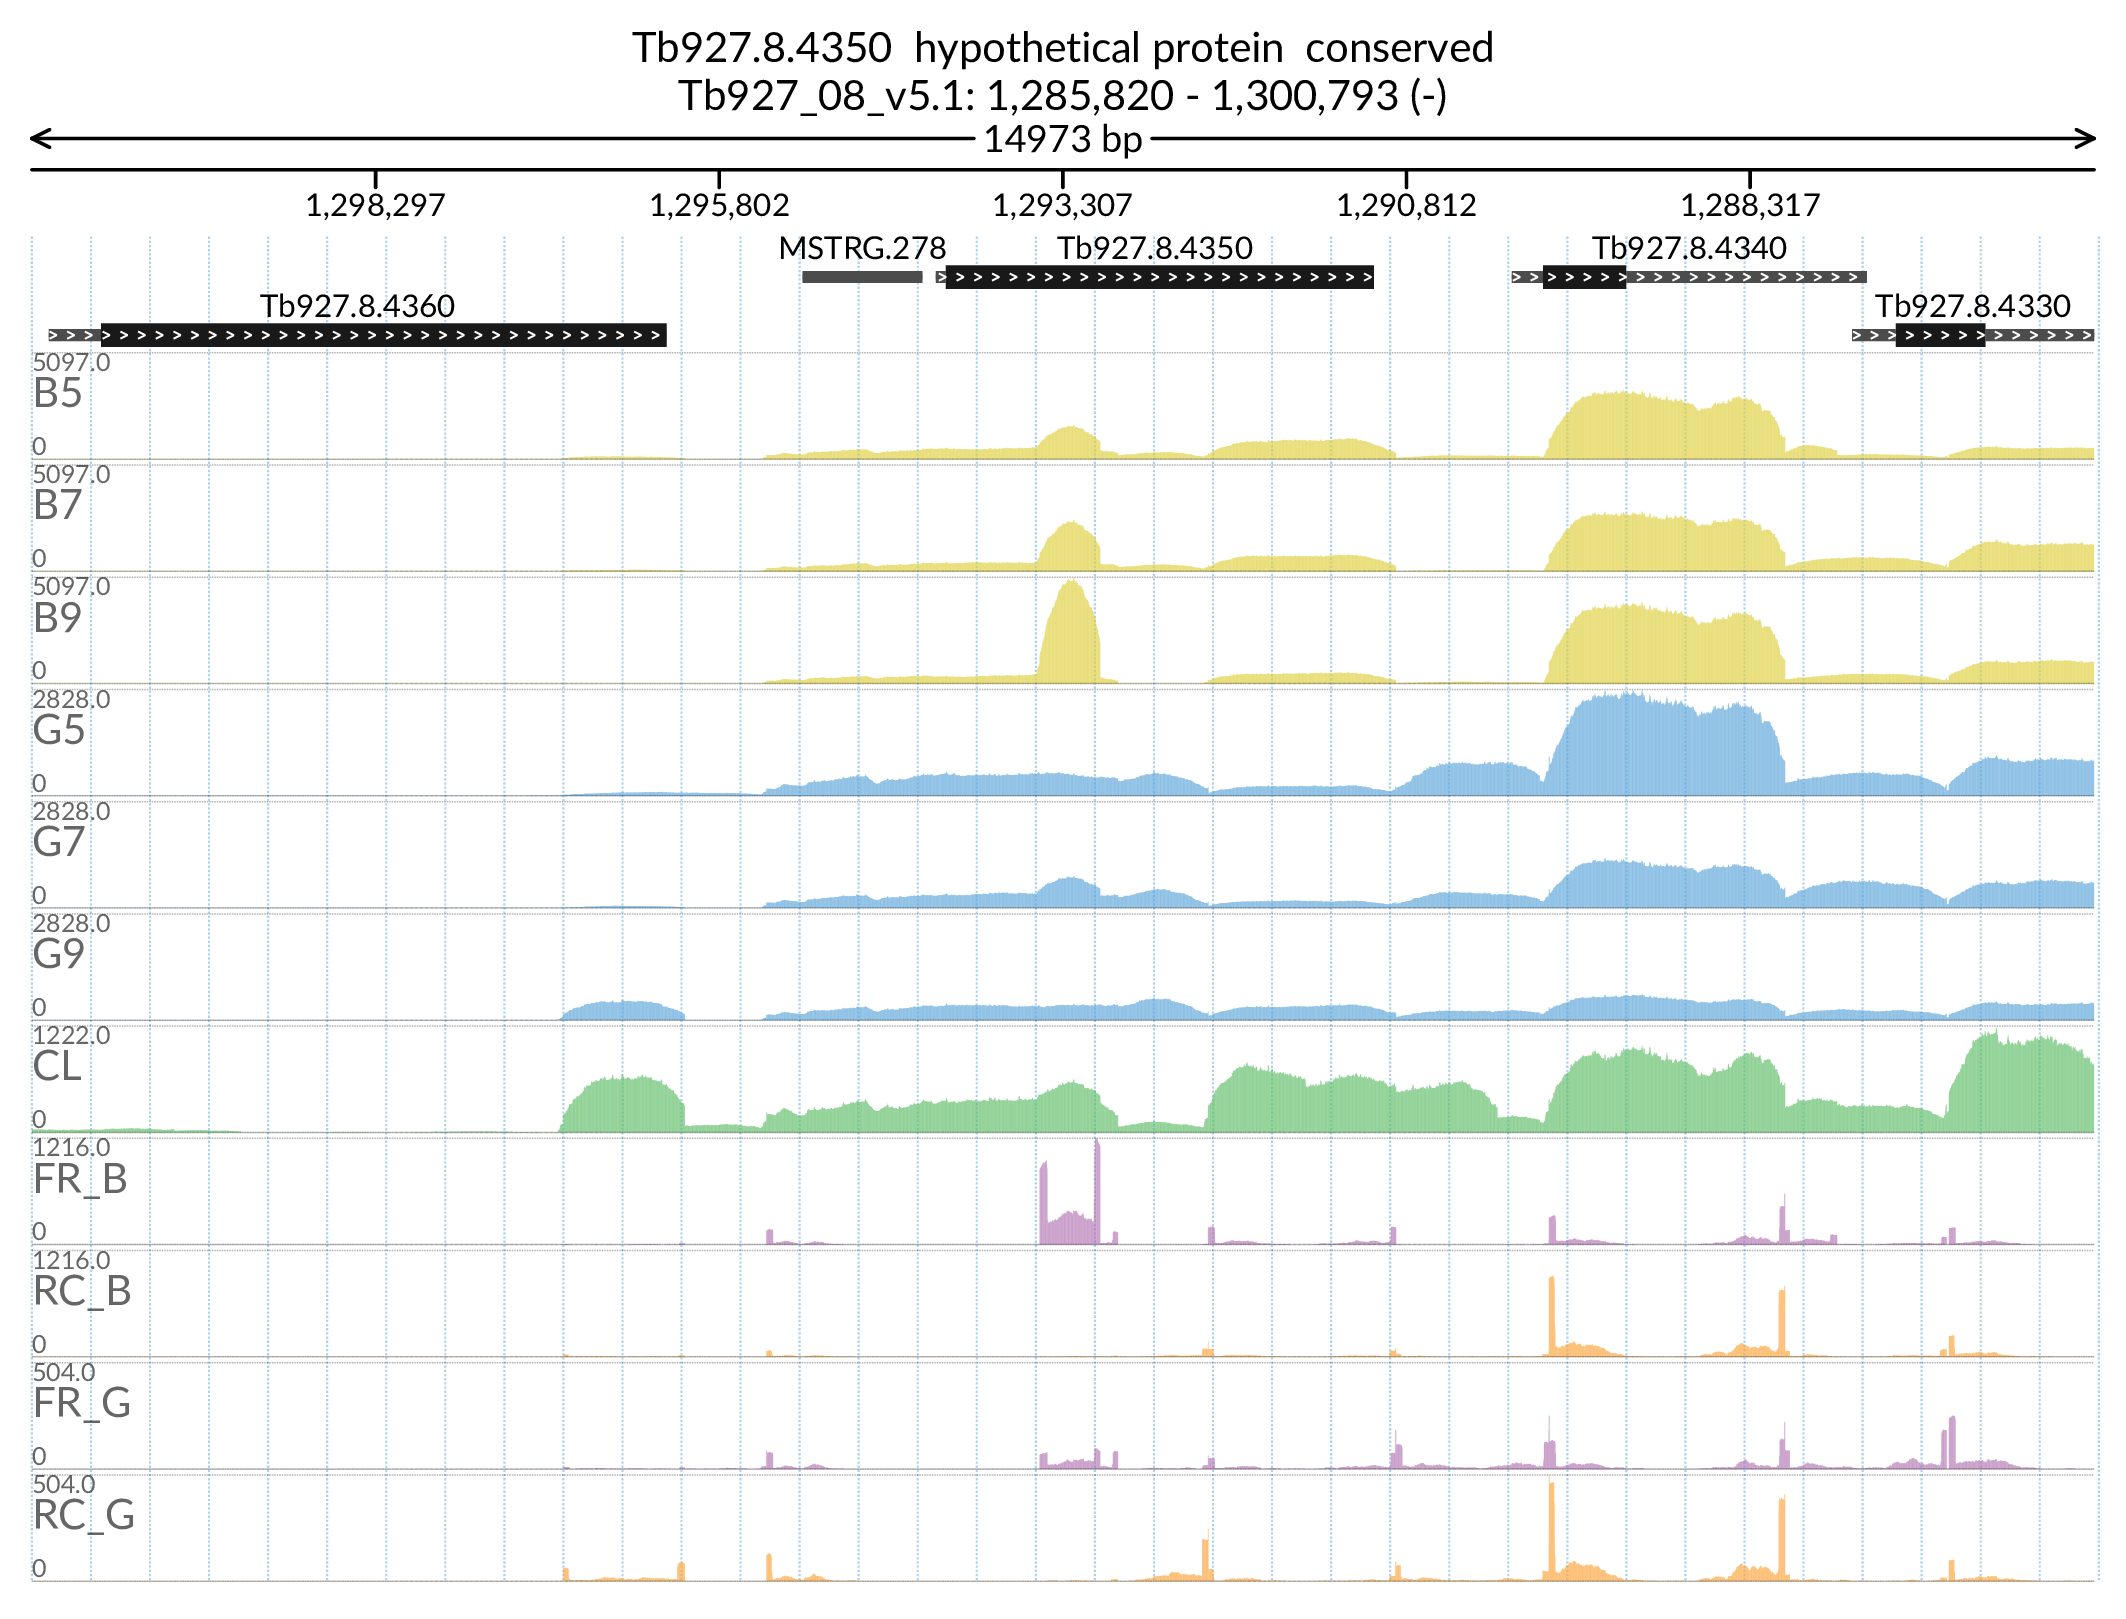 Tb927.8.4350 hypothetical protein conserved
Tb927_08_v5.1: 1,285,820 - 1,300,793 (-)
14973 bp
1,298,297 1,295,802 1,293,307 1,290,812 1,288,317
MSTRG.278 Tb927.8.4350 Tb927.8.4340
Tb927.8.4360 Tb927.8.4330
5097.0
B5
0
5097.0
B7
0
5097.0
B9
0
2828.0
G5
0
2828.0
G7
0
2828.0
G9
0
1222.0
CL
0
1216.0
FR_B
0
1216.0
RC_B
0
504.0
FR_G
0
504.0
RC_G
0